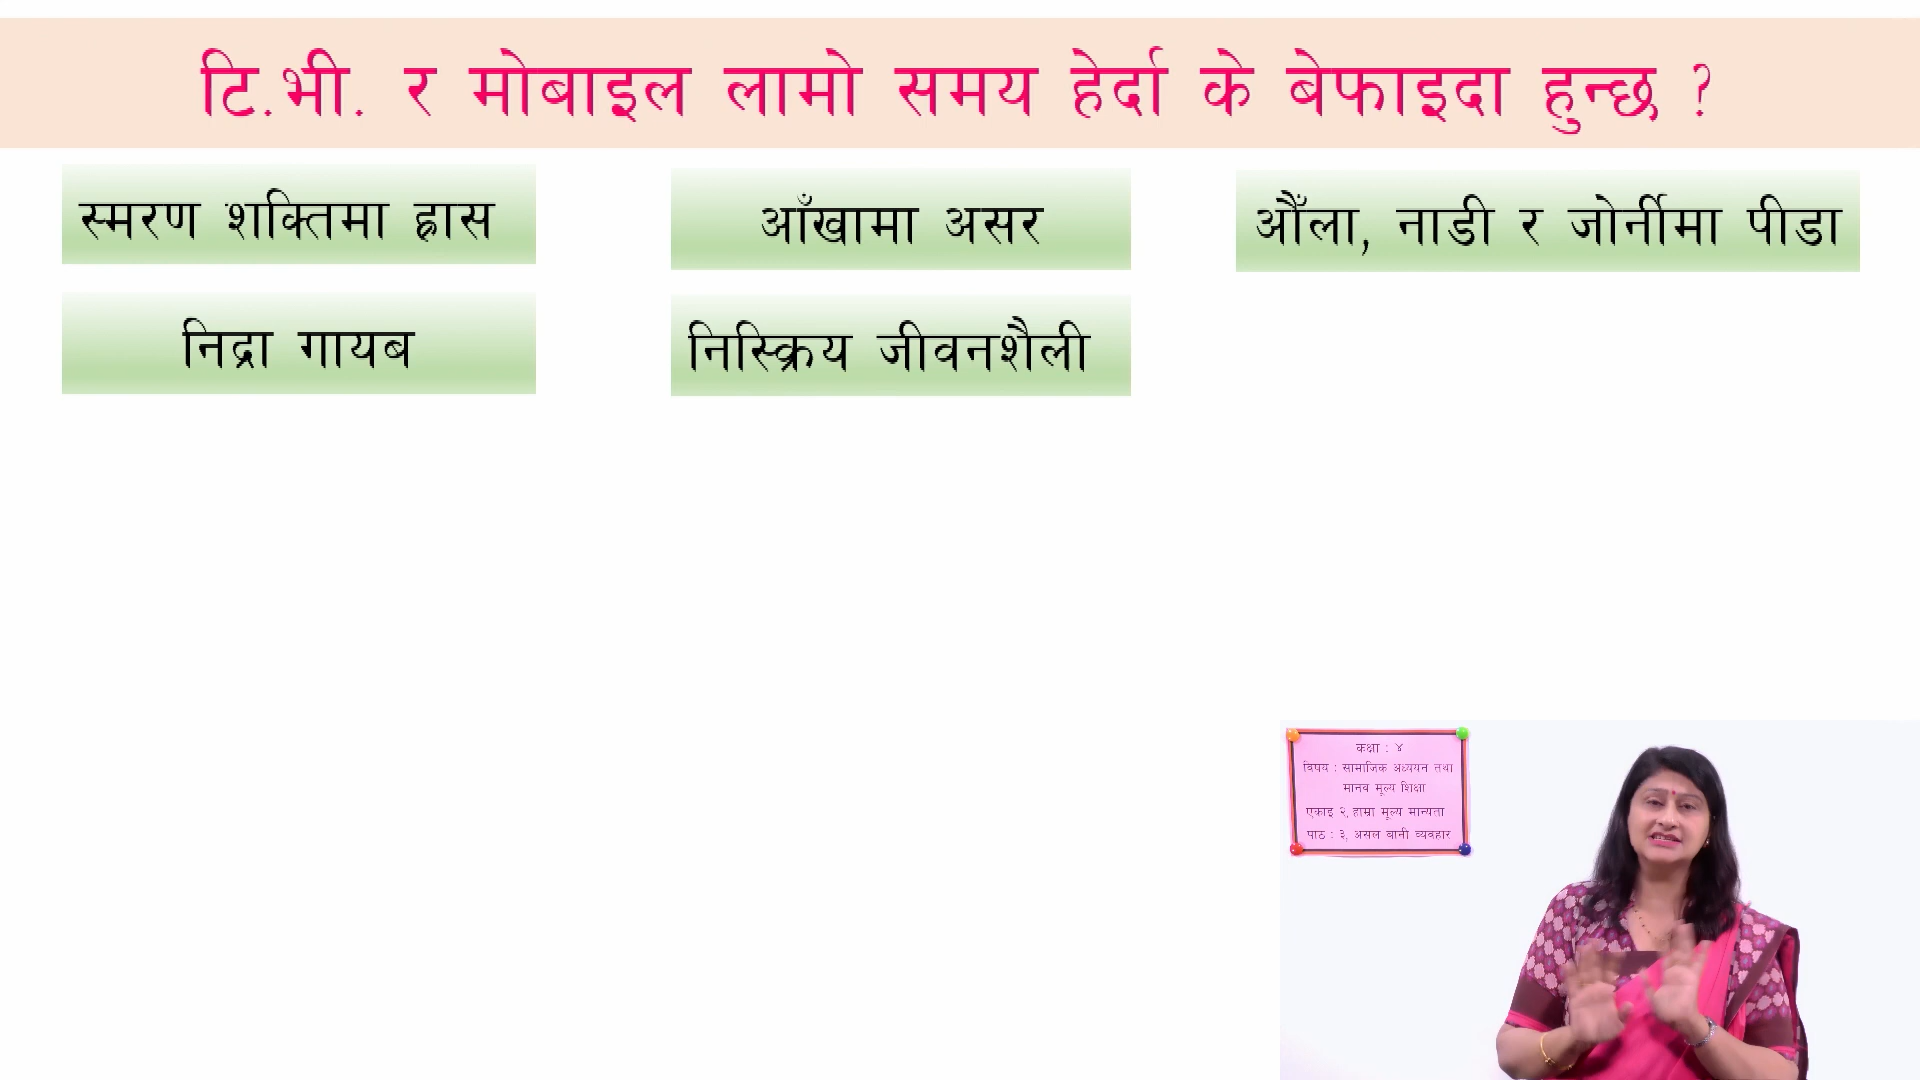 टि.भी. र मोबाइल लामो समय हेर्दा के बेफाइदा हुन्छ ?
स्मरण शक्तिमा ह्रास
आँखामा असर
औँला, नाडी र जोर्नीमा पीडा
निद्रा गायब
निस्क्रिय जीवनशैली
कक्षा : ४
विषय : सामाजिक अध्ययन तथा
मानव मूल्य शिक्षा
एकाइ २, हाम्रा मूल्य मान्यता
पाठ : ३, असल बानी व्यवहार